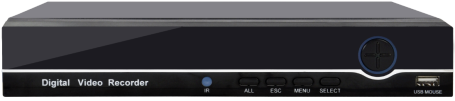 Digital Video Recorder
IR ALL ESC MENU SELECT USB MOUSE